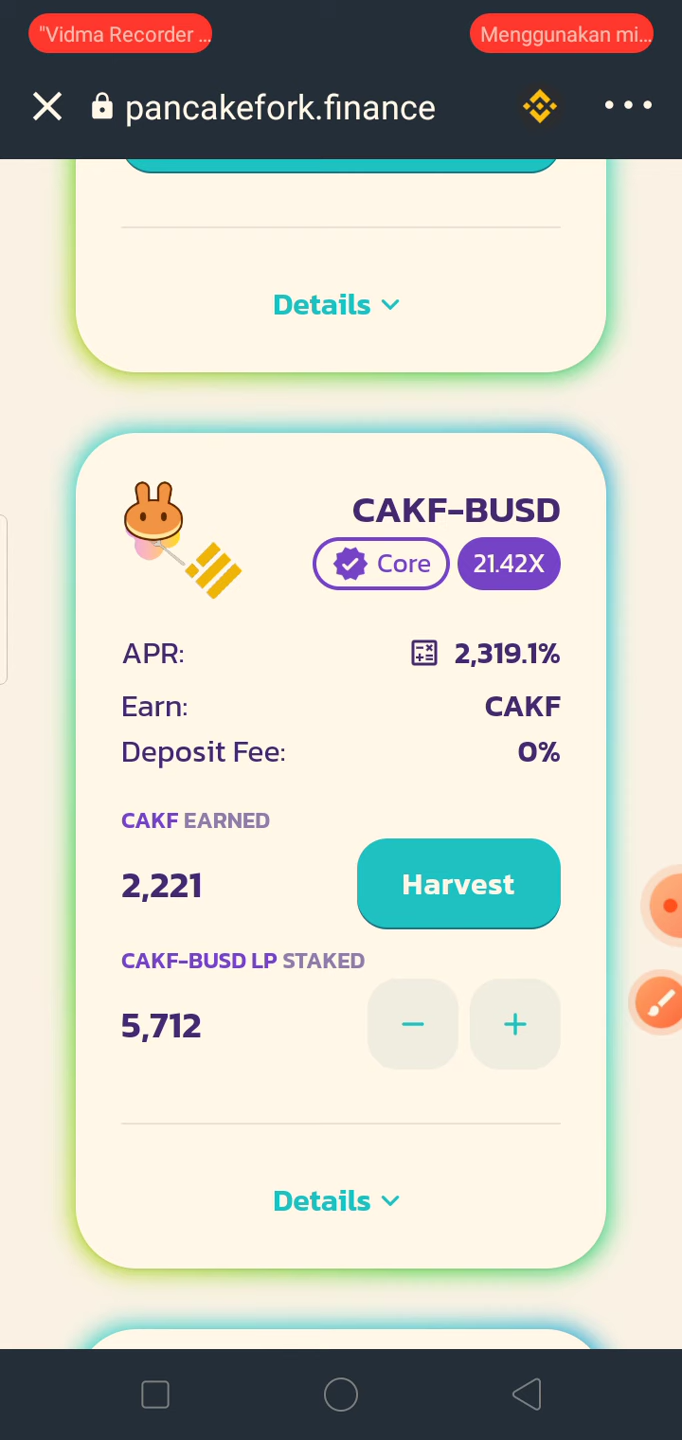 "Vidma Recorder ...
Menggunakan mi...
pancakefork.finance
Details
CAKF-BUSD
Core
21.42X
APR:
2,319.1%
Earn:
CAKF
Deposit Fee:
0%
CAKF EARNED
2,221
Harvest
CAKF-BUSD LP STAKED
5,712
Details